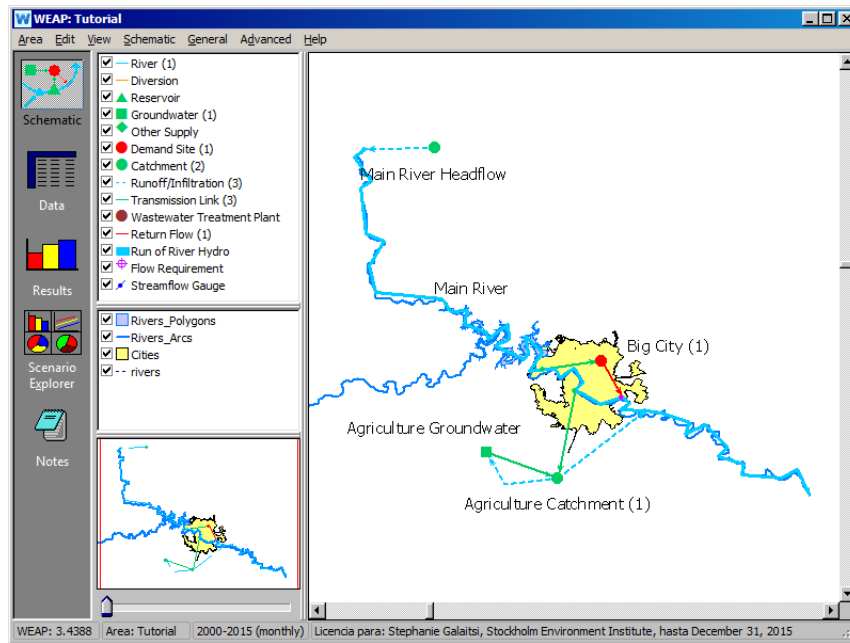 WEAP: Tutorial
Area Edit View Schematic General Advanced Help
Schematic
Data
Results
Scenario
Explorer
Notes
River (1)
Diversion
Reservoir
Groundwater (1)
Other Supply
Demand Site (1)
Catchment (2)
Runoff/Infiltration (3)
Transmission Link (3)
Wastewater Treatment Plant
Return Flow (1)
Run of River Hydro
Flow Requirement
Streamflow Gauge
Rivers_Polygons
Rivers_Arcs
Cities
rivers
Main River Headflow
Main River
Big City (1)
Agriculture Groundwater
Agriculture Catchment (1)
WEAP: 3.4388 Area: Tutorial 2000-2015 (monthly) Licencia para: Stephanie Galaitsi, Stockholm Environment Institute, hasta December 31, 2015